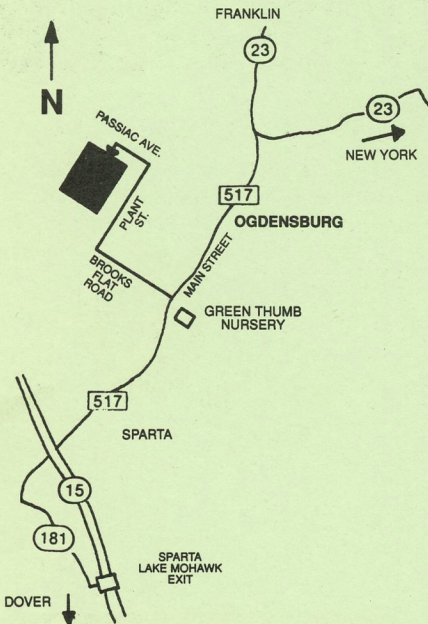 FRANKLIN
23
N
23
NEW YORK
PASSIAC AVE.
PLANT
ST.
517
OGDENSBURG
MAIN STREET
BROOKS
FLAT
ROAD
GREEN THUMB
NURSERY
517
SPARTA
15
181
SPARTA
LAKE MOHAWK
EXIT
DOVER